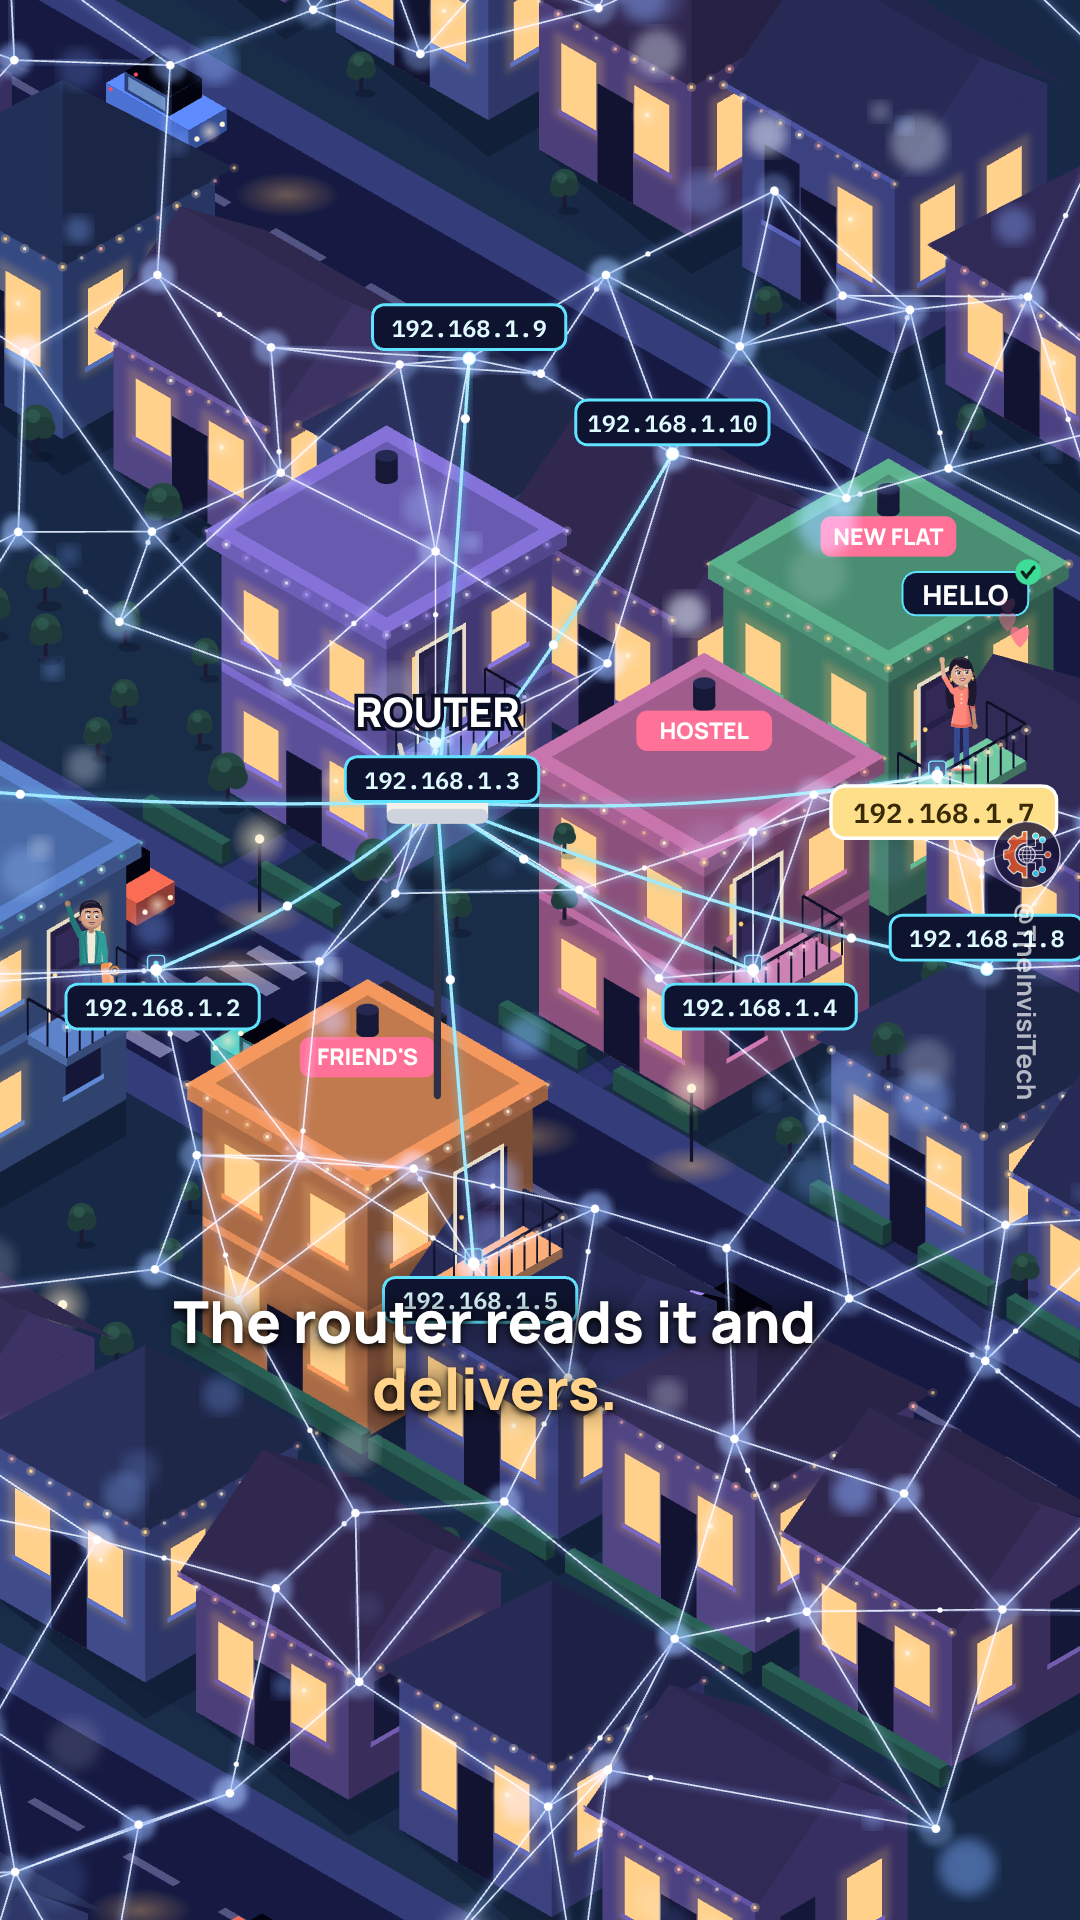 192.168.1.9
192.168.1.10
NEW FLAT
HELLO
ROUTER
HOSTEL
192.168.1.3
192.168.1.7
192.168.1.8
@TheInvisiTech
192.168.1.2
192.168.1.4
FRIEND'S
192.168.1.5
The router reads it and
delivers.